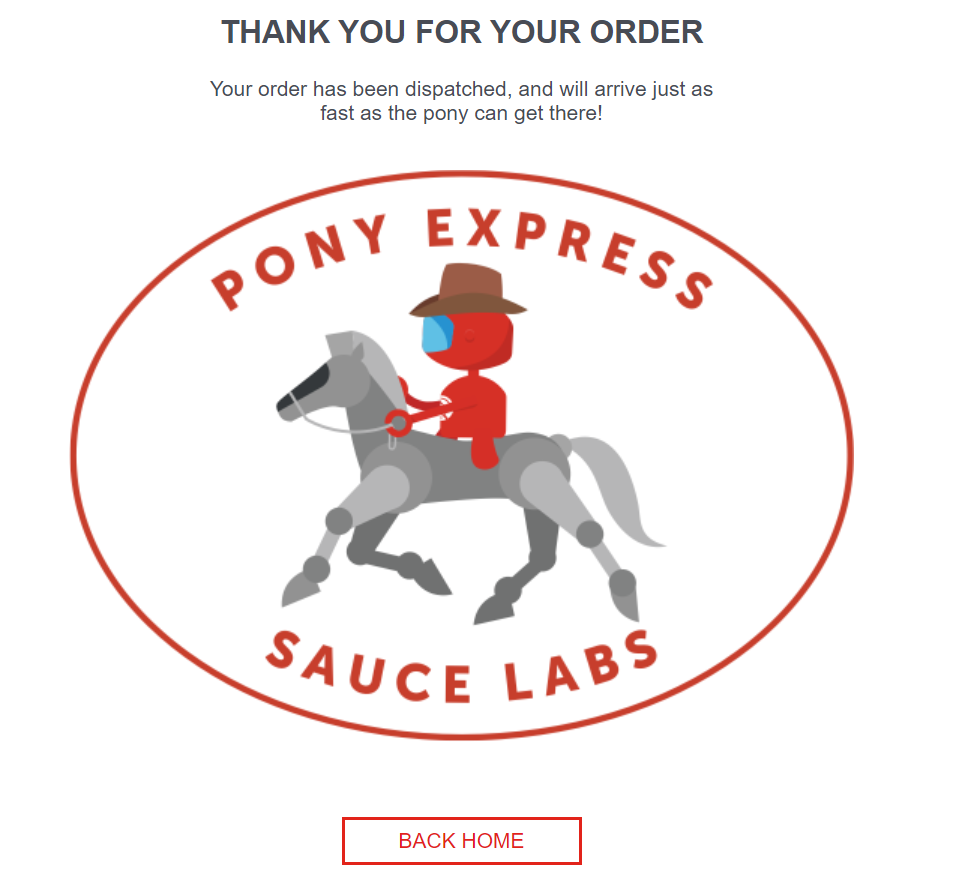 THANK YOU FOR YOUR ORDER
Your order has been dispatched, and will arrive just as
fast as the pony can get there!
PONY EXPRESS
SAUCE LABS
BACK HOME